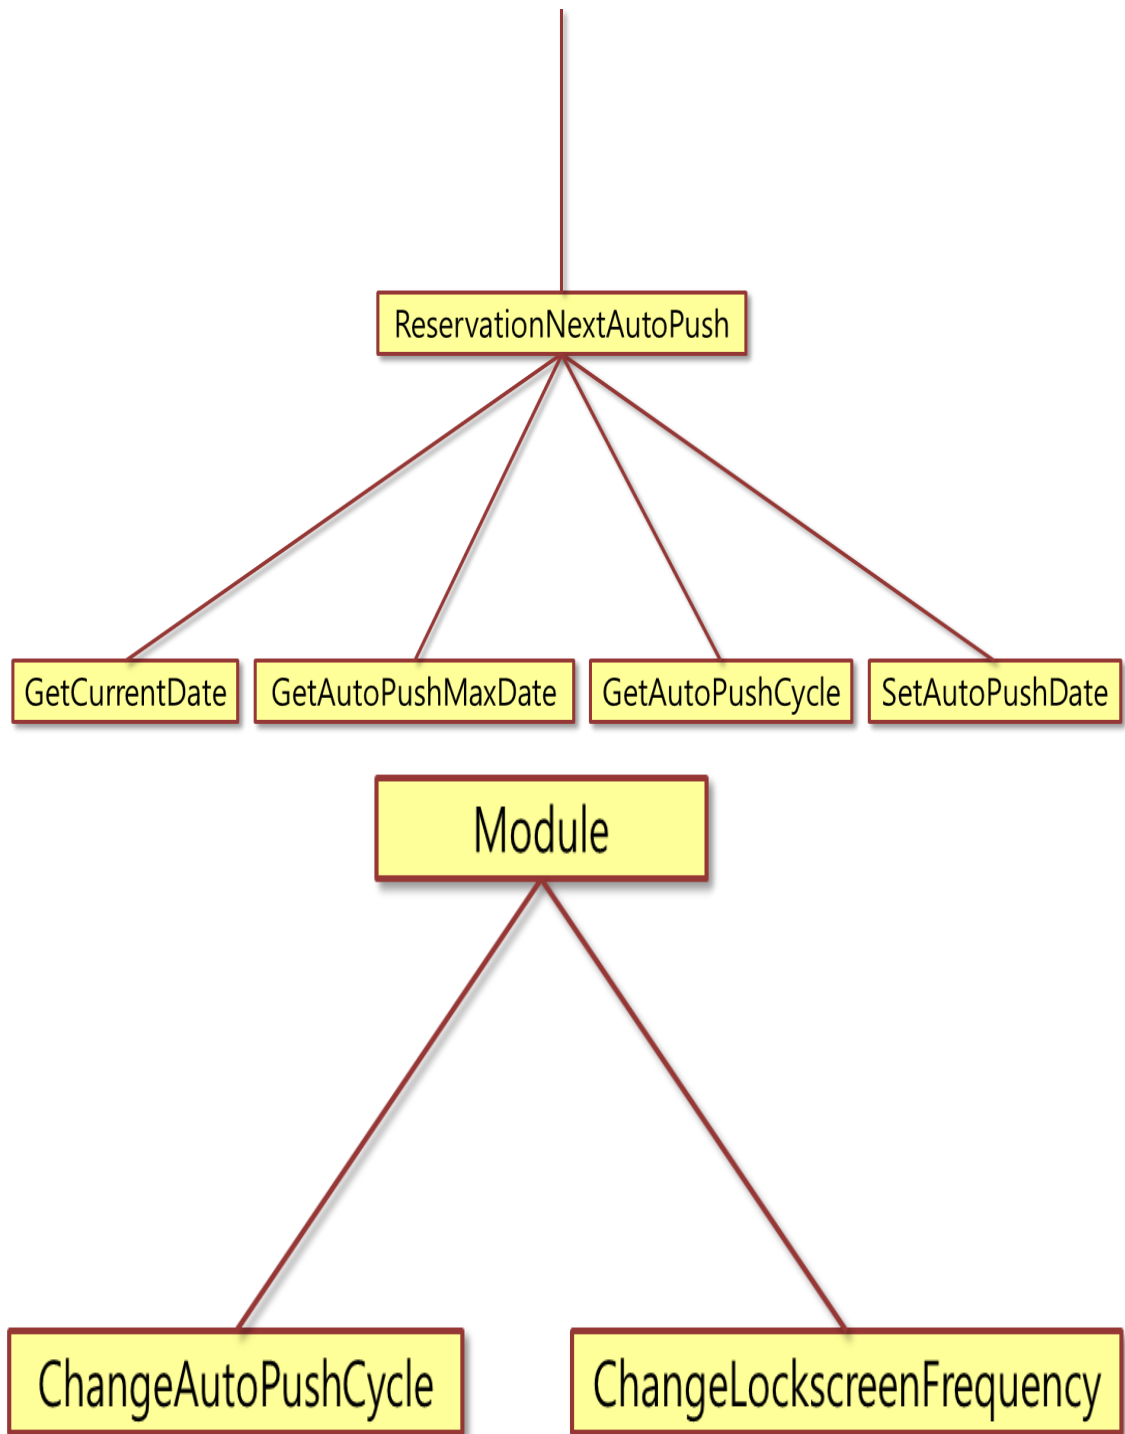 ReservationNextAutoPush
GetCurrentDate
GetAutoPushMaxDate
GetAutoPushCycle
SetAutoPushDate
Module
ChangeAutoPushCycle
ChangeLockscreenFrequency